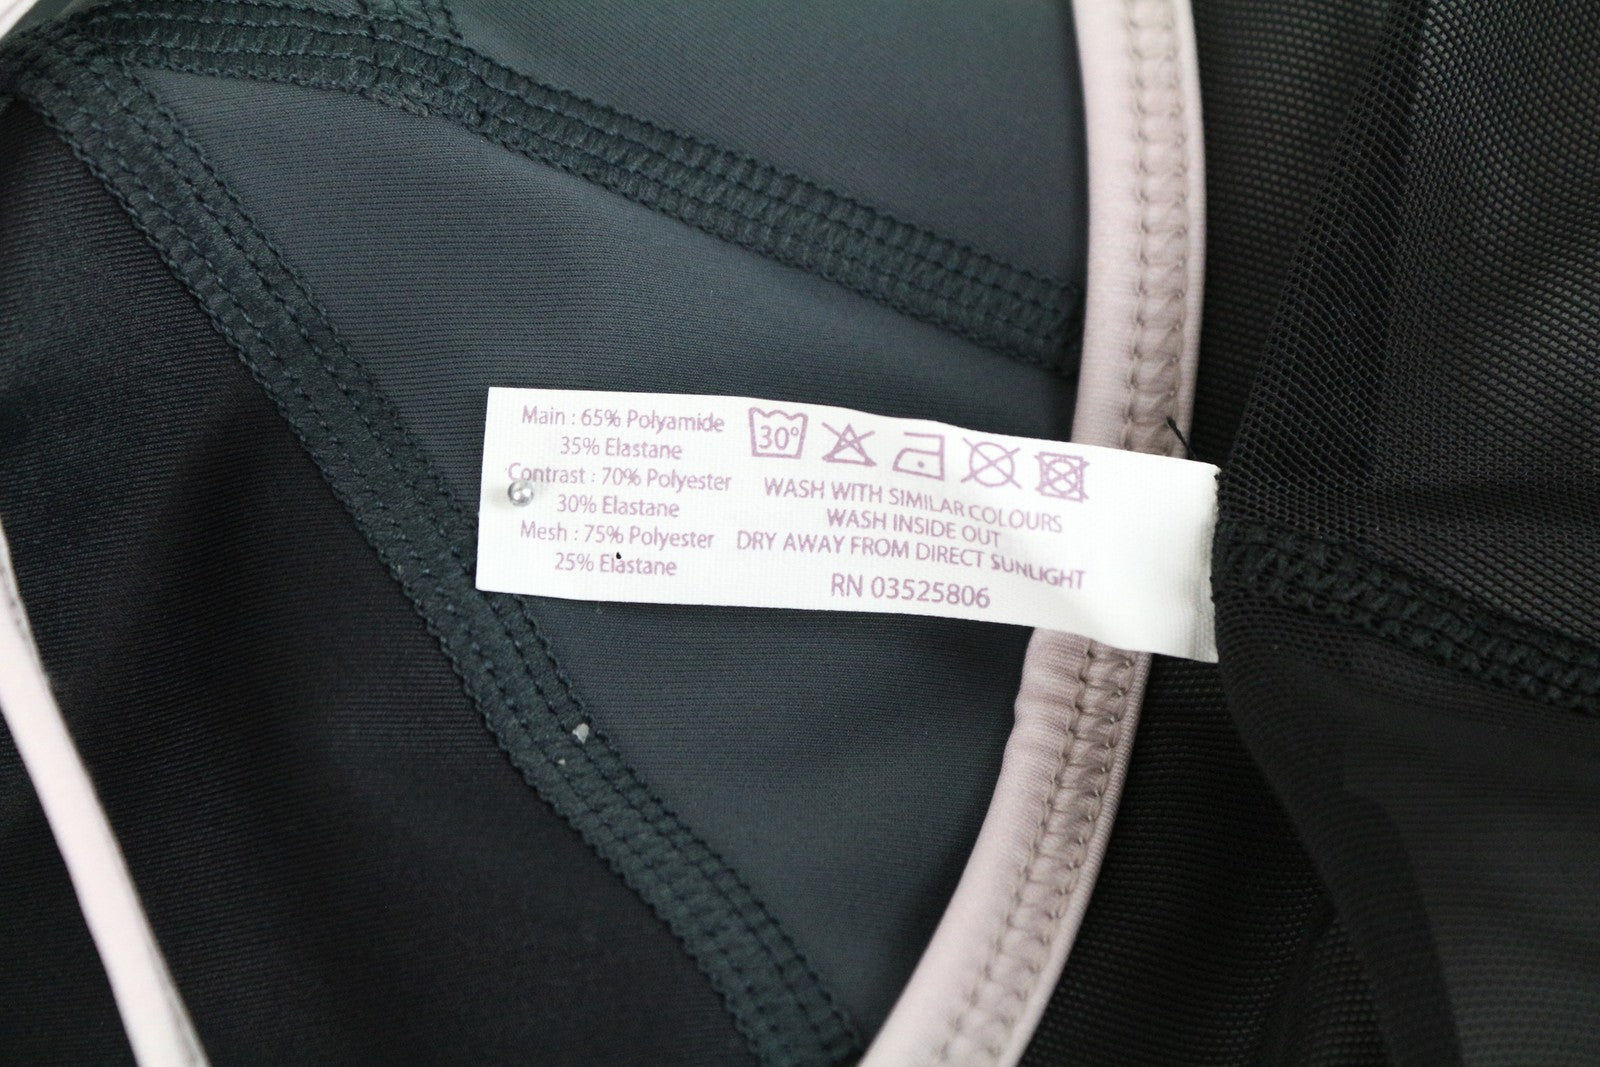 Main : 65% Polyamide
35% Elastane
Contrast : 70% Polyester
30% Elastane
Mesh : 75% Polyester
25% Elastane
30°
WASH WITH SIMILAR COLOURS
WASH INSIDE OUT
DRY AWAY FROM DIRECT SUNLIGHT
RN 03525806